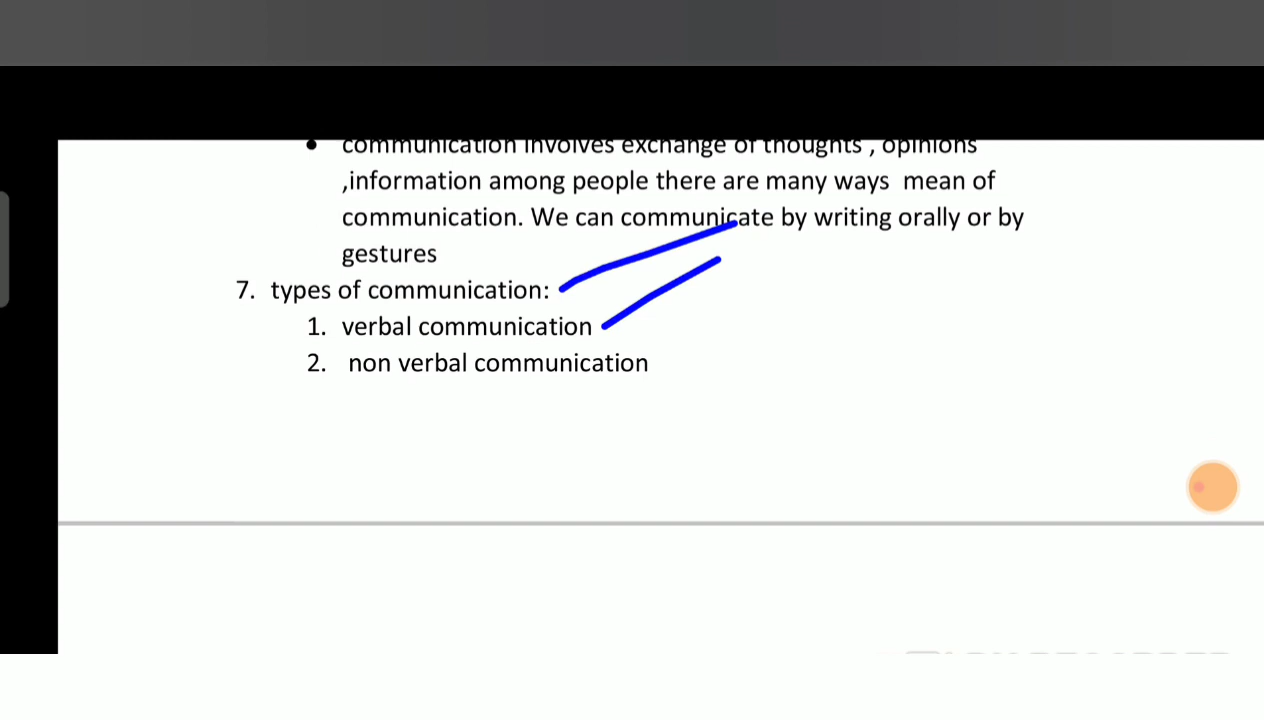 • communication involves exchange of thoughts , opinions
,information among people there are many ways  mean of
communication. We can communicate by writing orally or by
gestures
7. types of communication:
1. verbal communication
2. non verbal communication